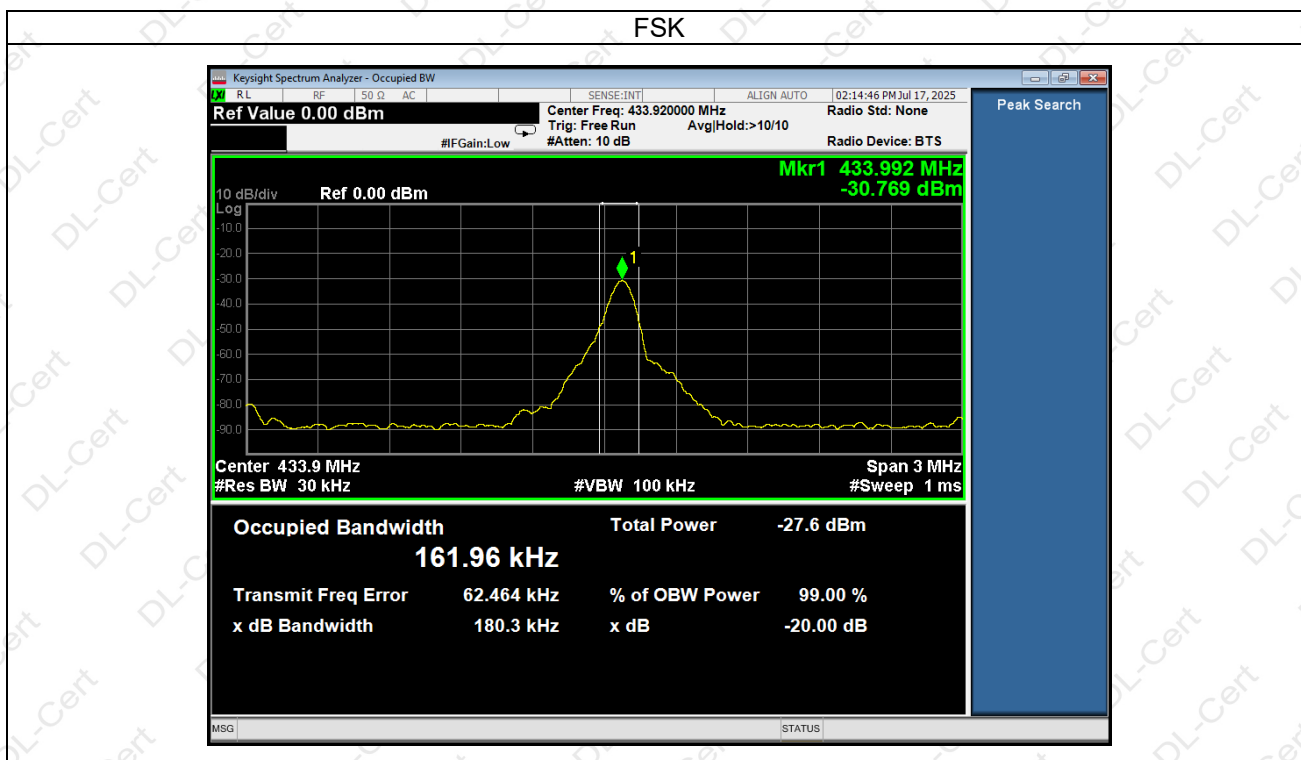 FSK
Keysight Spectrum Analyzer - Occupied BW
LXI RL RF 50 Ω AC SENSE:INT ALIGN AUTO 02:14:46 PM Jul 17, 2025
Ref Value 0.00 dBm Center Freq: 433.920000 MHz Radio Std: None Peak Search
Trig: Free Run Avg|Hold:>10/10
#IFGain:Low #Atten: 10 dB Radio Device: BTS
Mkr1 433.992 MHz
10 dB/div Ref 0.00 dBm -30.769 dBm
Log
-10.0
-20.0
1
-30.0
-40.0
-50.0
-60.0
-70.0
-80.0
-90.0
Center 433.9 MHz Span 3 MHz
#Res BW 30 kHz #VBW 100 kHz #Sweep 1 ms
Occupied Bandwidth Total Power -27.6 dBm
161.96 kHz
Transmit Freq Error 62.464 kHz % of OBW Power 99.00 %
x dB Bandwidth 180.3 kHz x dB -20.00 dB
MSG STATUS
DL-Cert